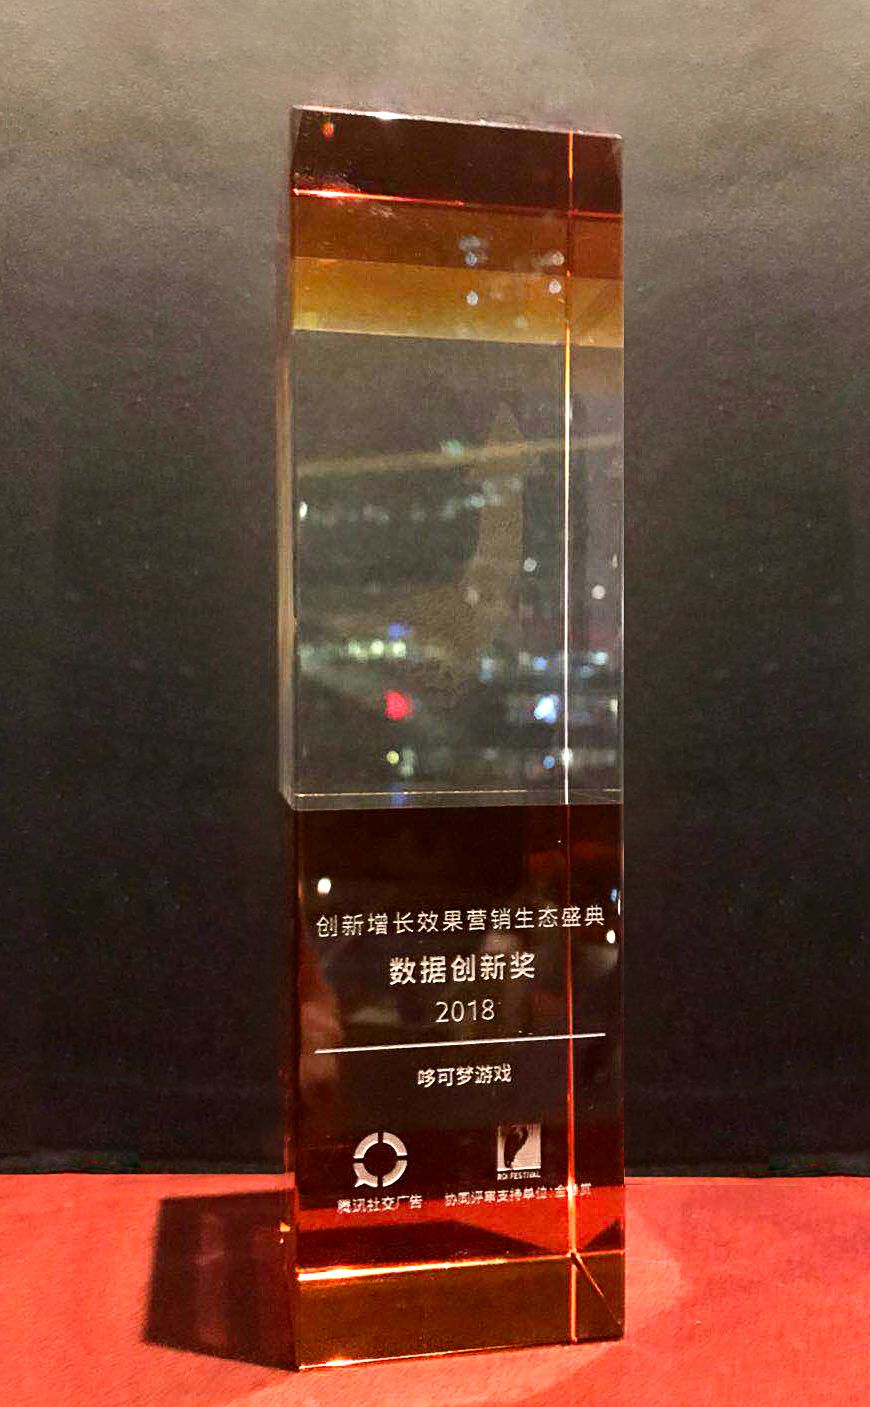 创新增长效果营销生态盛典
数据创新奖
2018
哆可梦游戏
ROI FESTIVAL
腾讯社交广告
协同评审支持单位:金投赏